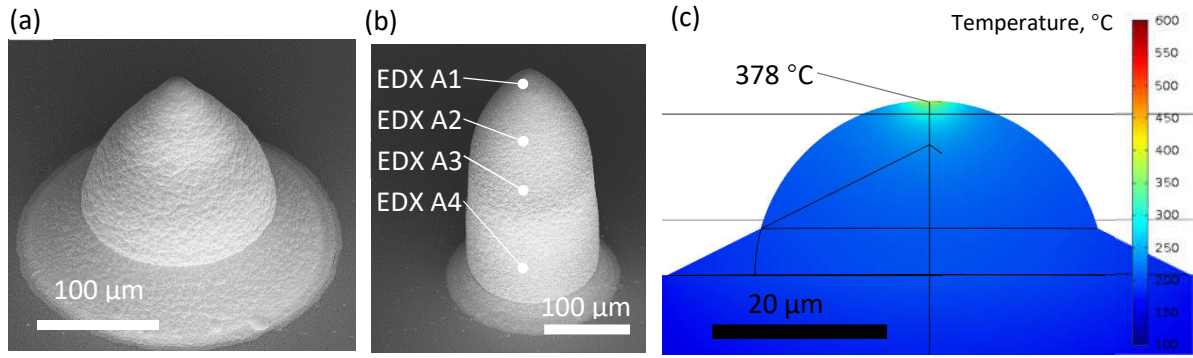 (a)
100 µm
(b)
EDX A1
EDX A2
EDX A3
EDX A4
100 µm
(c)
Temperature, °C
378 °C
20 µm
600
550
500
450
400
350
300
250
200
150
100